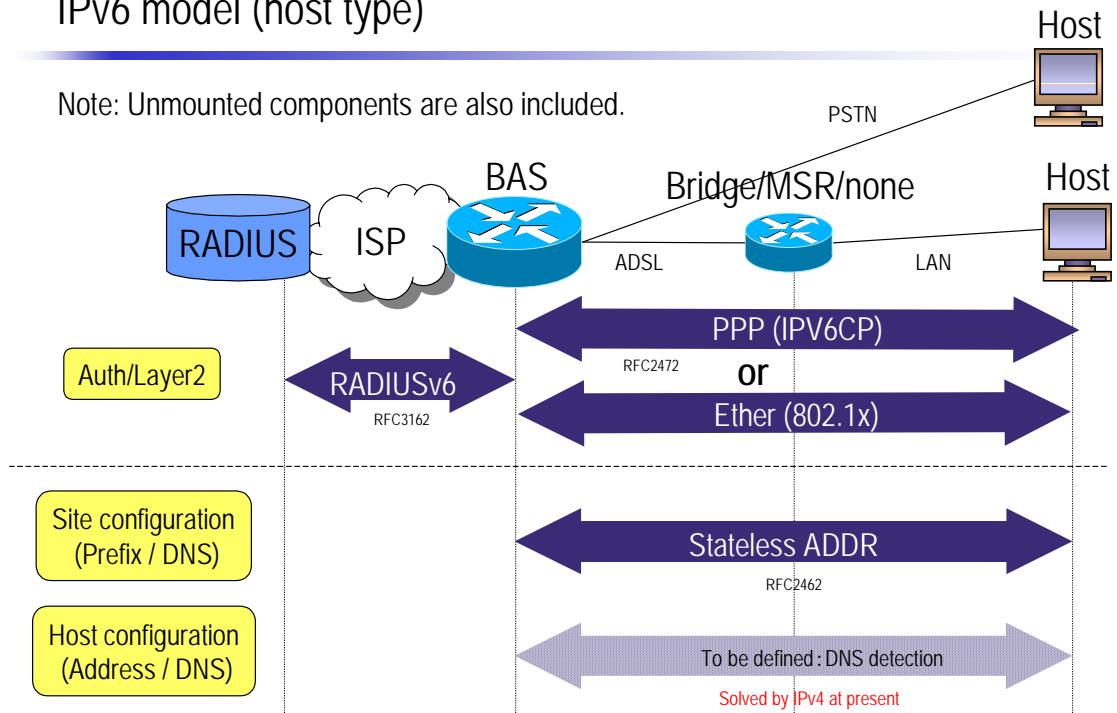 IPv6 model (host type)
Host
Note: Unmounted components are also included.
PSTN
BAS
Bridge/MSR/none
Host
RADIUS
ISP
ADSL
LAN
PPP (IPV6CP)
Auth/Layer2
RADIUSv6
RFC2472
or
RFC3162
Ether (802.1x)
Site configuration
(Prefix / DNS)
Stateless ADDR
RFC2462
Host configuration
(Address / DNS)
To be defined : DNS detection
Solved by IPv4 at present